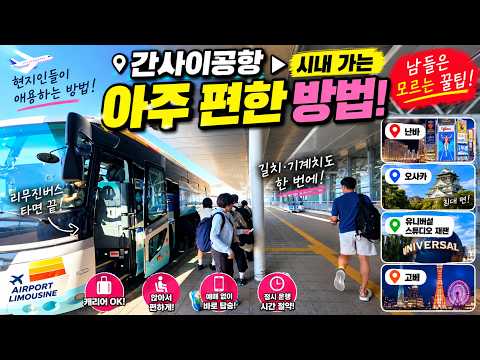 현지인들이
애용하는 방법!
간사이공항 ▶ 시내 가는
아주 편한 방법!
남들은
모르는 꿀팁!
리무진버스
타면 끝!
길치·기계치도
한 번에!
난바
Glico
오사카
유니버설
스튜디오 재팬
UNIVERSAL
고베
AIRPORT
LIMOUSINE
캐리어 OK!
앉아서
편하게!
예매 없이
바로 탑승!
정시 운행
시간 절약!